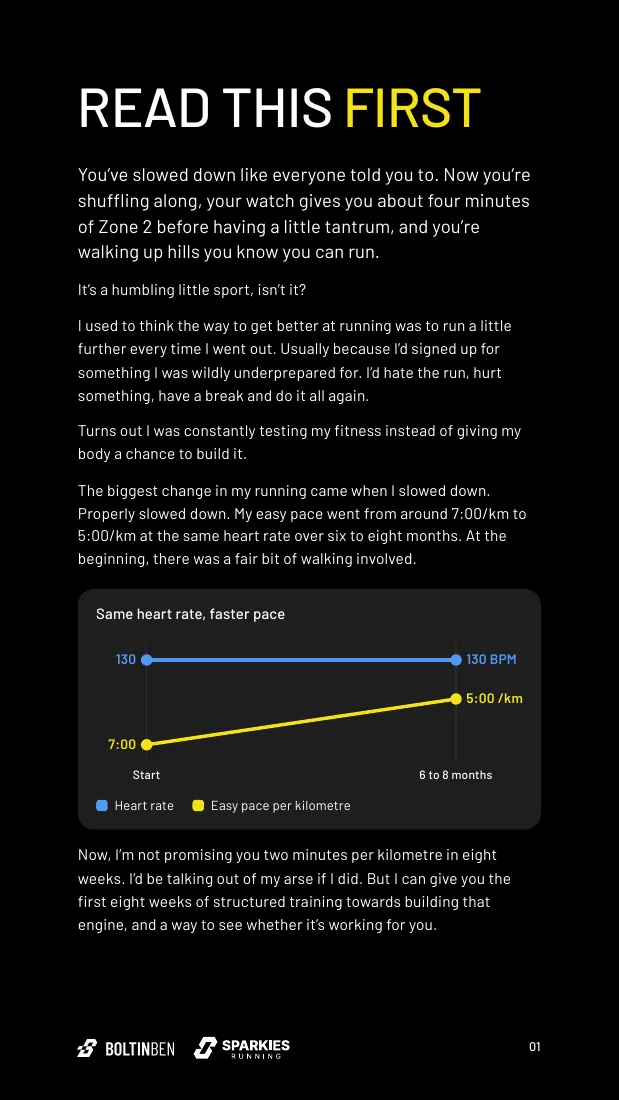 READ THIS FIRST
You’ve slowed down like everyone told you to. Now you’re
shuffling along, your watch gives you about four minutes
of Zone 2 before having a little tantrum, and you’re
walking up hills you know you can run.
It’s a humbling little sport, isn’t it?
I used to think the way to get better at running was to run a little
further every time I went out. Usually because I’d signed up for
something I was wildly underprepared for. I’d hate the run, hurt
something, have a break and do it all again.
Turns out I was constantly testing my fitness instead of giving my
body a chance to build it.
The biggest change in my running came when I slowed down.
Properly slowed down. My easy pace went from around 7:00/km to
5:00/km at the same heart rate over six to eight months. At the
beginning, there was a fair bit of walking involved.
Same heart rate, faster pace
130 130 BPM
5:00 /km
7:00
Start 6 to 8 months
Heart rate Easy pace per kilometre
Now, I’m not promising you two minutes per kilometre in eight
weeks. I’d be talking out of my arse if I did. But I can give you the
first eight weeks of structured training towards building that
engine, and a way to see whether it’s working for you.
BOLTINBEN SPARKIES RUNNING 01